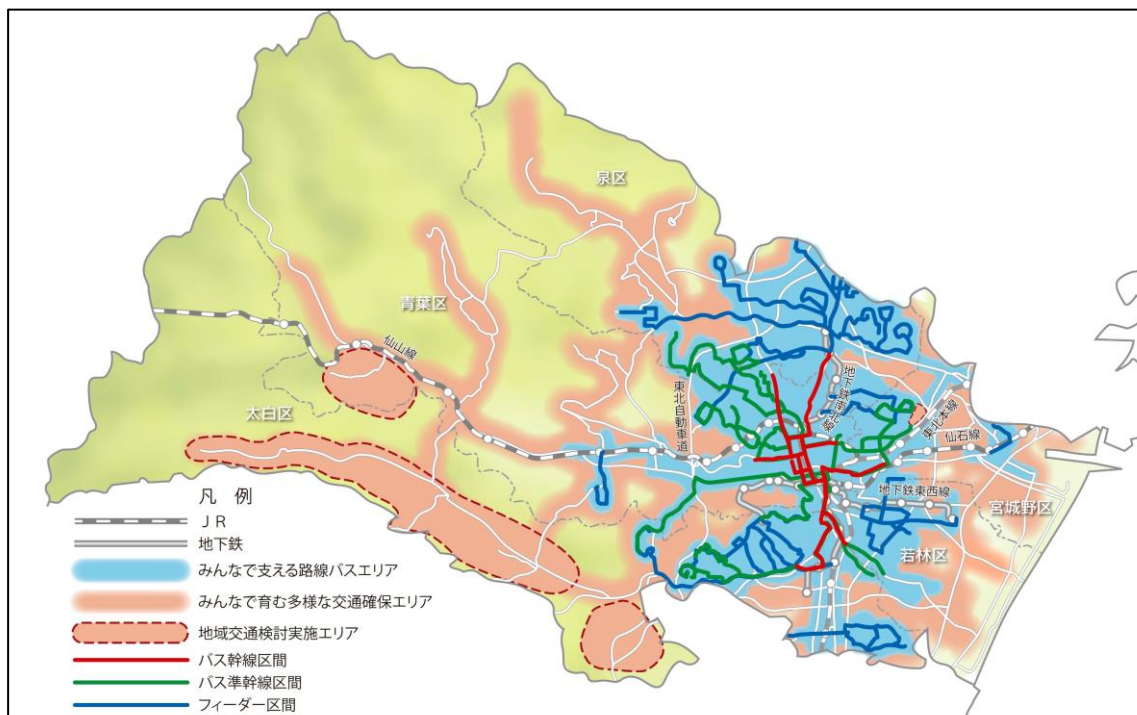 泉区
青葉区
仙山線
太白区
東北自動車道
地下鉄南北線
東北本線
仙石線
地下鉄東西線
宮城野区
若林区
凡 例
JR
地下鉄
みんなで支える路線バスエリア
みんなで育む多様な交通確保エリア
地域交通検討実施エリア
バス幹線区間
バス準幹線区間
フィーダー区間